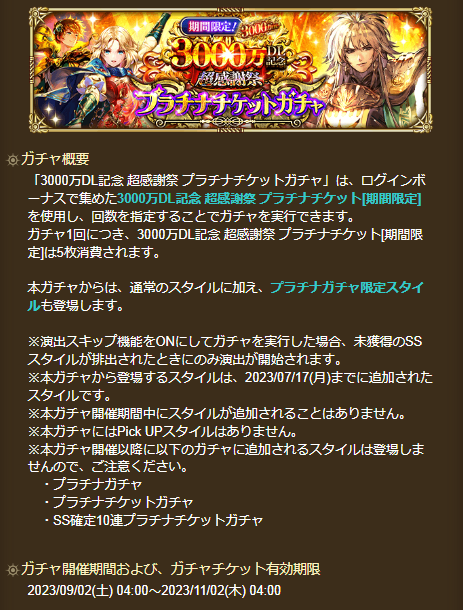 期間限定!
3000万DL記念
超感謝祭
プラチナチケットガチャ
ガチャ概要
「3000万DL記念 超感謝祭 プラチナチケットガチャ」は、ログインボ
ーナスで集めた3000万DL記念 超感謝祭 プラチナチケット[期間限定]
を使用し、回数を指定することでガチャを実行できます。
ガチャ1回につき、3000万DL記念 超感謝祭 プラチナチケット[期間限
定]は5枚消費されます。
本ガチャからは、通常のスタイルに加え、プラチナガチャ限定スタイ
ルも登場します。
※演出スキップ機能をONにしてガチャを実行した場合、未獲得のSS
スタイルが排出されたときにのみ演出が開始されます。
※本ガチャから登場するスタイルは、2023/07/17(月)までに追加された
スタイルです。
※本ガチャ開催期間中にスタイルが追加されることはありません。
※本ガチャにはPick UPスタイルはありません。
※本ガチャ開催以降に以下のガチャに追加されるスタイルは登場しま
せんので、ご注意ください。
・プラチナガチャ
・プラチナチケットガチャ
・SS確定10連プラチナチケットガチャ
ガチャ開催期間および、ガチャチケット有効期限
2023/09/02(土) 04:00～2023/11/02(木) 04:00